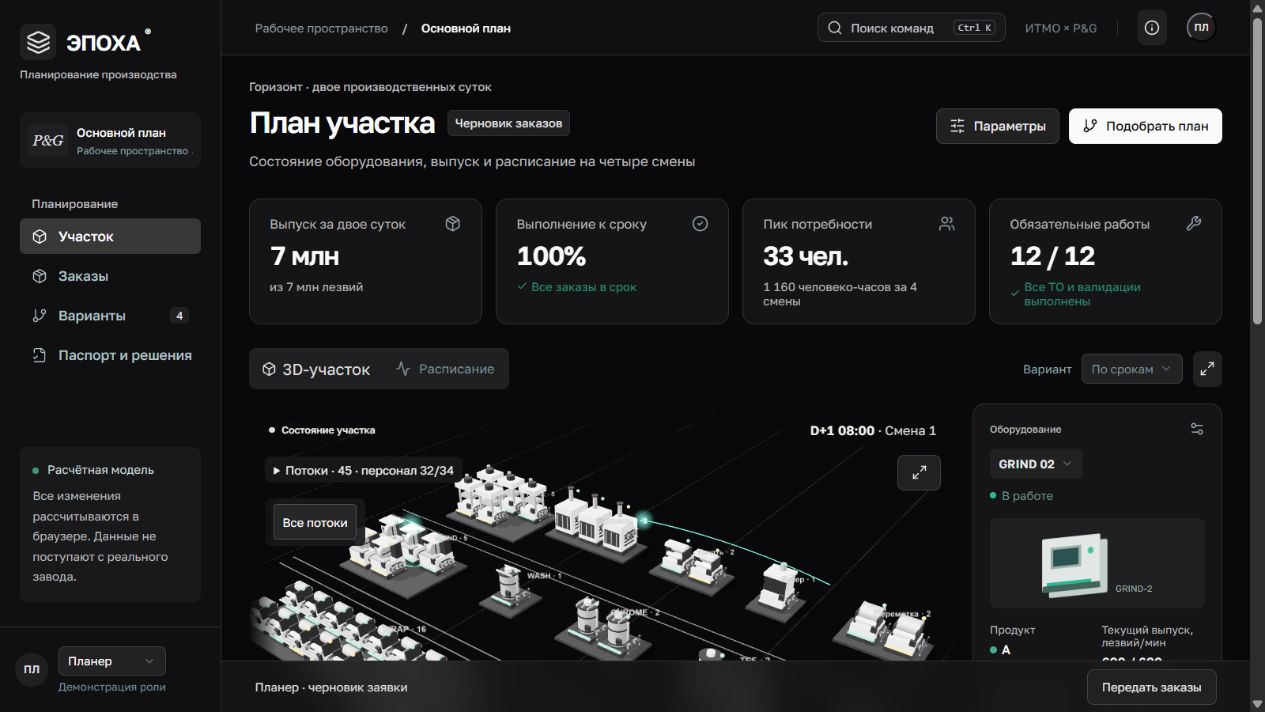 ЭПОХА
Планирование производства
P&G
Основной план
Рабочее пространство
Планирование
Участок
Заказы
Варианты 4
Паспорт и решения
Расчётная модель
Все изменения
рассчитываются в
браузере. Данные не
поступают с реального
завода.
ПЛ
Планер
Демонстрация роли
Рабочее пространство / Основной план
Поиск команд Ctrl K
ИТМО × P&G
ПЛ
Горизонт · двое производственных суток
План участка
Черновик заказов
Состояние оборудования, выпуск и расписание на четыре смены
Параметры
Подобрать план
Выпуск за двое суток
7 млн
из 7 млн лезвий
Выполнение к сроку
100%
Все заказы в срок
Пик потребности
33 чел.
1 160 человеко-часов за 4
смены
Обязательные работы
12 / 12
Все ТО и валидации
выполнены
3D-участок
Расписание
Вариант
По срокам
Состояние участка
D+1 08:00 · Смена 1
Потоки · 45 · персонал 32/34
Все потоки
WASH · 1
Переметка · 2
Оборудование
GRIND 02
В работе
GRIND-2
Продукт
A
Текущий выпуск,
лезвий/мин
Планер · черновик заявки
Передать заказы